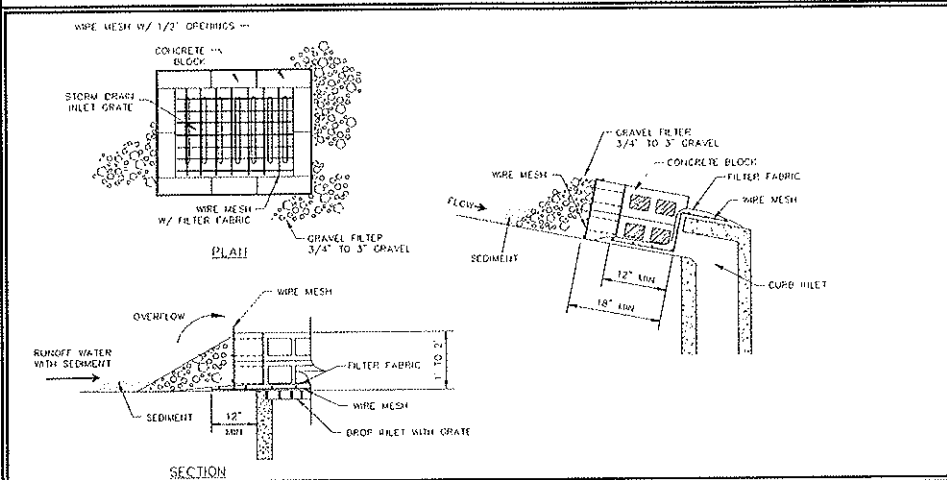 WIRE MESH W/ 1/2" OPENINGS
CONCRETE
BLOCK
STORM DRAIN
INLET GRATE
WIRE MESH
W/ FILTER FABRIC
GRAVEL FILTER
3/4" TO 3" GRAVEL
PLAN
GRAVEL FILTER
3/4" TO 3" GRAVEL
CONCRETE BLOCK
FILTER FABRIC
WIRE MESH
WIRE MESH
FLOW
SEDIMENT
12" MIN
18" MIN
CURB INLET
WIRE MESH
OVERFLOW
RUNOFF WATER
WITH SEDIMENT
1' TO 2'
FILTER FABRIC
SEDIMENT
12"
MIN
WIRE MESH
DROP INLET WITH GRATE
SECTION